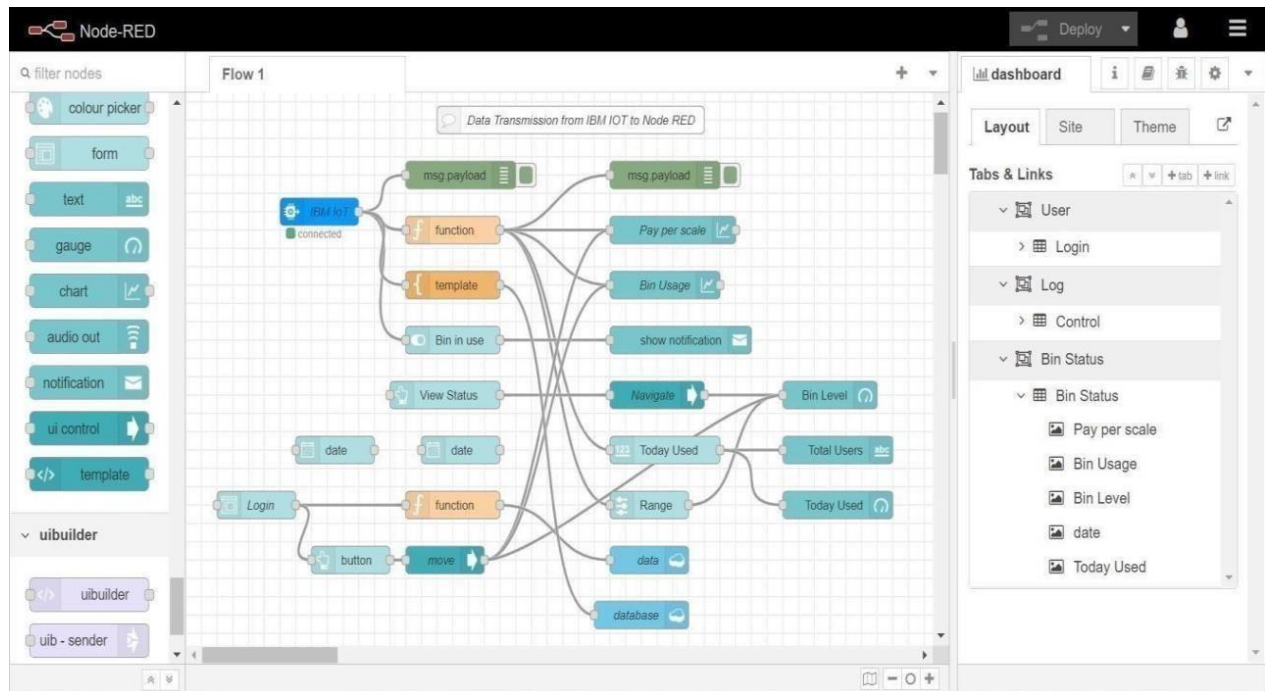 Node-RED
Deploy
filter nodes
Flow 1
dashboard
i
colour picker
form
text
abc
gauge
chart
audio out
notification
ui control
template
uibuilder
uibuilder
uib - sender
Data Transmission from IBM IOT to Node RED
msg.payload
msg.payload
IBM IoT
connected
function
Pay per scale
template
Bin Usage
Bin in use
show notification
View Status
Navigate
Bin Level
date
date
123
Today Used
Total Users
abc
Login
function
Range
Today Used
button
move
data
database
Layout
Site
Theme
Tabs & Links
+ tab
+ link
User
Login
Log
Control
Bin Status
Bin Status
Pay per scale
Bin Usage
Bin Level
date
Today Used